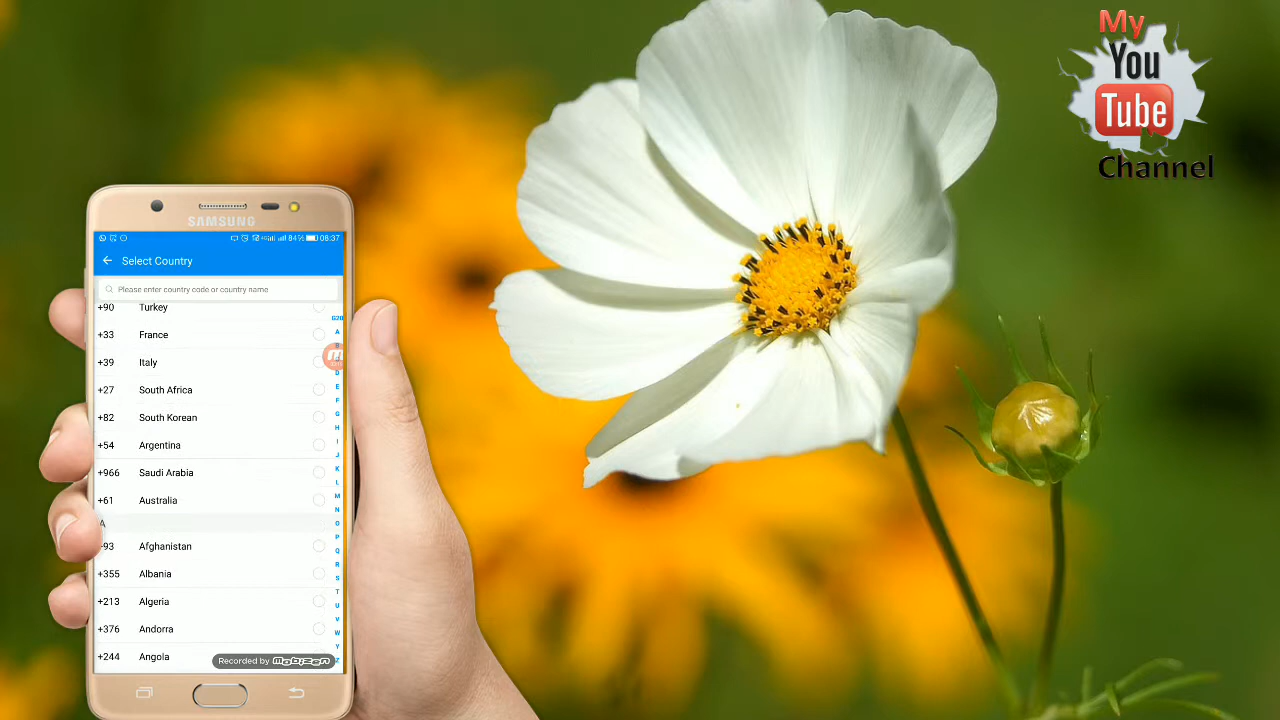 My
You
Tube
Channel
SAMSUNG
84% 08:37
Select Country
Please enter country code or country name
+90 Turkey
G20
+33 France
A
+39 Italy
D
+27 South Africa
E
F
+82 South Korean
G
H
+54 Argentina
I
J
+966 Saudi Arabia
K
L
+61 Australia
M
N
A
O
P
+93 Afghanistan
Q
R
+355 Albania
S
T
+213 Algeria
U
V
+376 Andorra
W
Y
+244 Angola
Z
Recorded by Mobizen